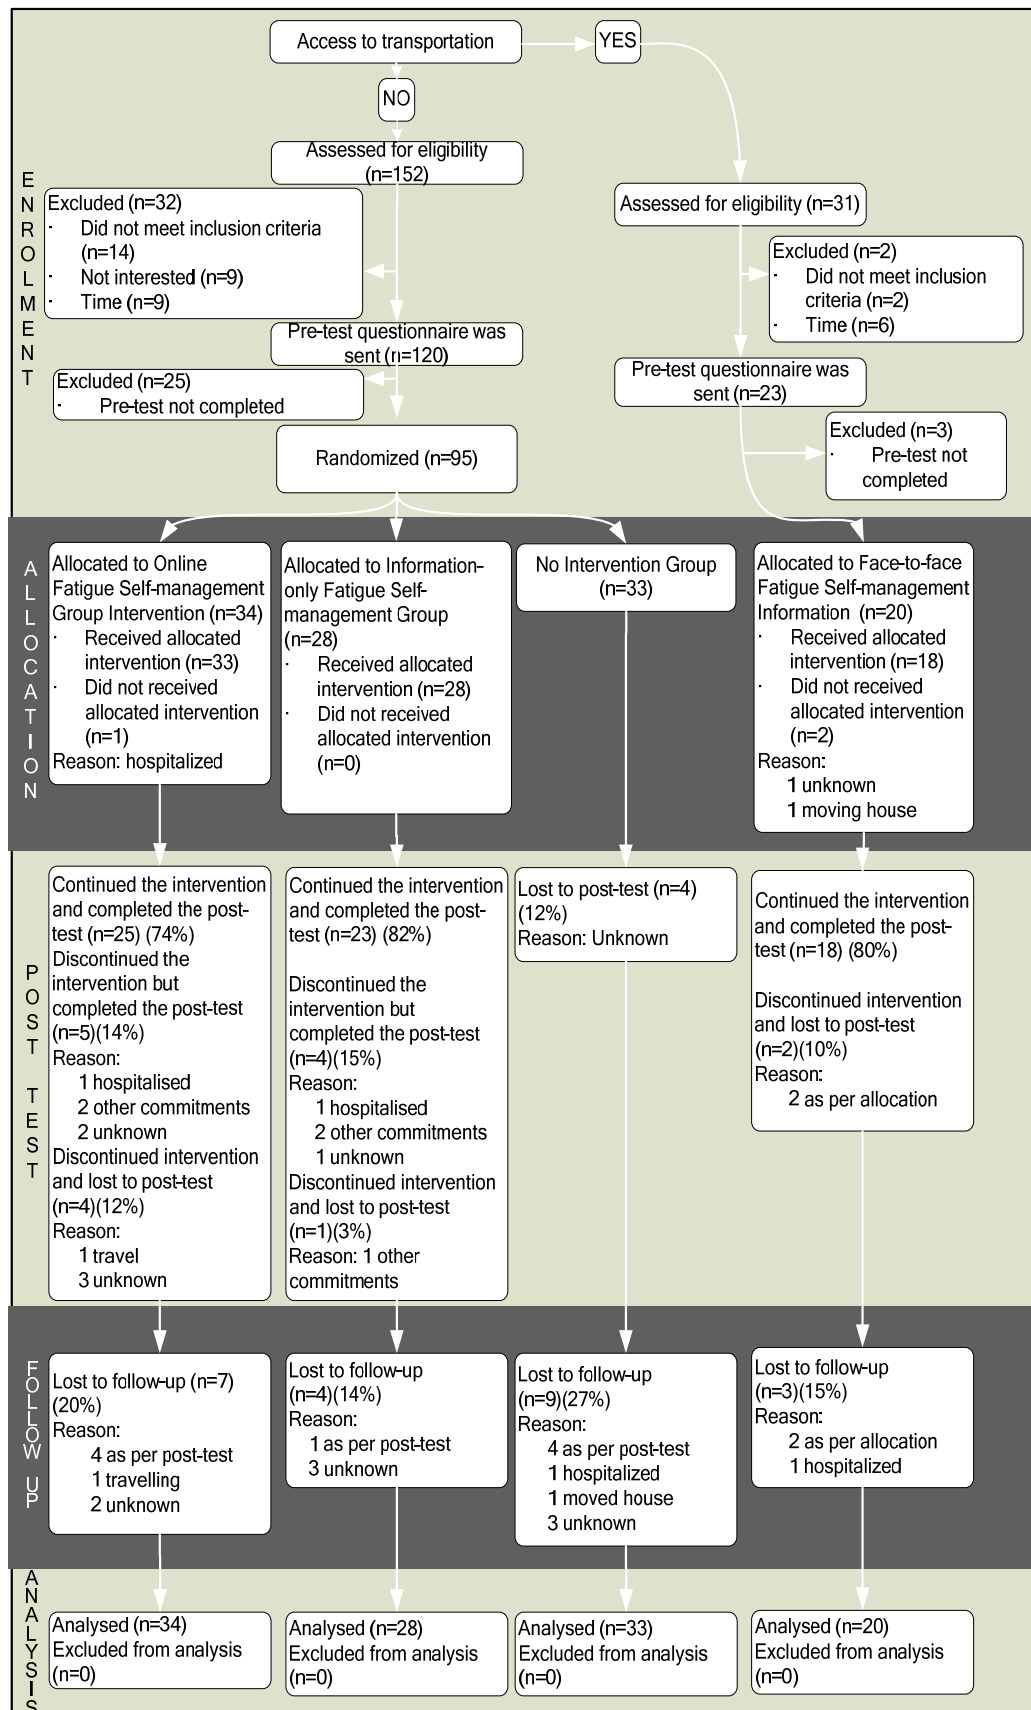 Access to transportation
YES
NO
Assessed for eligibility
(n=152)
Excluded (n=32)
· Did not meet inclusion criteria
(n=14)
· Not interested (n=9)
· Time (n=9)
Pre-test questionnaire was
sent (n=120)
Excluded (n=25)
· Pre-test not completed
Randomized (n=95)
Assessed for eligibility (n=31)
Excluded (n=2)
· Did not meet inclusion
criteria (n=2)
· Time (n=6)
Pre-test questionnaire was
sent (n=23)
Excluded (n=3)
· Pre-test not
completed
ENROLMENT
ALLOCATION
Allocated to Online
Fatigue Self-management
Group Intervention (n=34)
· Received allocated
intervention (n=33)
· Did not received
allocated intervention
(n=1)
Reason: hospitalized
Allocated to Information-
only Fatigue Self-
management Group
(n=28)
· Received allocated
intervention (n=28)
· Did not received
allocated intervention
(n=0)
No Intervention Group
(n=33)
Allocated to Face-to-face
Fatigue Self-management
Information (n=20)
· Received allocated
intervention (n=18)
· Did not received
allocated intervention
(n=2)
Reason:
1 unknown
1 moving house
POST TEST
Continued the intervention
and completed the post-
test (n=25) (74%)
Discontinued the
intervention but
completed the post-test
(n=5)(14%)
Reason:
1 hospitalised
2 other commitments
2 unknown
Discontinued intervention
and lost to post-test
(n=4)(12%)
Reason:
1 travel
3 unknown
Continued the intervention
and completed the post-
test (n=23) (82%)
Discontinued the
intervention but
completed the post-test
(n=4)(15%)
Reason:
1 hospitalised
2 other commitments
1 unknown
Discontinued intervention
and lost to post-test
(n=1)(3%)
Reason: 1 other
commitments
Lost to post-test (n=4)
(12%)
Reason: Unknown
Continued the intervention
and completed the post-
test (n=18) (80%)
Discontinued intervention
and lost to post-test
(n=2)(10%)
Reason:
2 as per allocation
FOLLOW UP
Lost to follow-up (n=7)
(20%)
Reason:
4 as per post-test
1 travelling
2 unknown
Lost to follow-up
(n=4)(14%)
Reason:
1 as per post-test
3 unknown
Lost to follow-up
(n=9)(27%)
Reason:
4 as per post-test
1 hospitalized
1 moved house
3 unknown
Lost to follow-up
(n=3)(15%)
Reason:
2 as per allocation
1 hospitalized
ANALYSIS
Analysed (n=34)
Excluded from analysis
(n=0)
Analysed (n=28)
Excluded from analysis
(n=0)
Analysed (n=33)
Excluded from analysis
(n=0)
Analysed (n=20)
Excluded from analysis
(n=0)